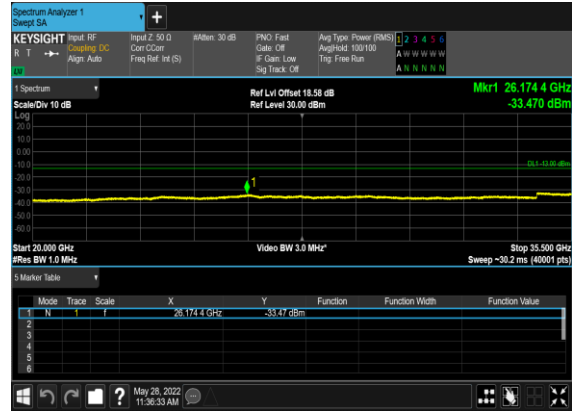 Spectrum Analyzer 1
Swept SA
+
KEYSIGHT Input: RF Input Z: 50 Ω #Atten: 30 dB PNO: Fast Avg Type: Power (RMS) 1 2 3 4 5 6
R T Coupling: DC Corr CCorr Gate: Off Avg|Hold: 100/100 A W W W W W
Align: Auto Freq Ref: Int (S) IF Gain: Low Trig: Free Run
LXI Sig Track: Off A N N N N N
1 Spectrum Ref Lvl Offset 18.58 dB Mkr1 26.174 4 GHz
Scale/Div 10 dB Ref Level 30.00 dBm -33.470 dBm
Log
20.0
10.0
0.00
-10.0 DL1 -13.00 dBm
-20.0
1
-30.0
-40.0
-50.0
-60.0
Start 20.000 GHz Video BW 3.0 MHz* Stop 35.500 GHz
#Res BW 1.0 MHz Sweep ~30.2 ms (40001 pts)
5 Marker Table
Mode Trace Scale X Y Function Function Width Function Value
1 N 1 f 26.174 4 GHz -33.47 dBm
2
3
4
5
6
? May 28, 2022
11:36:33 AM